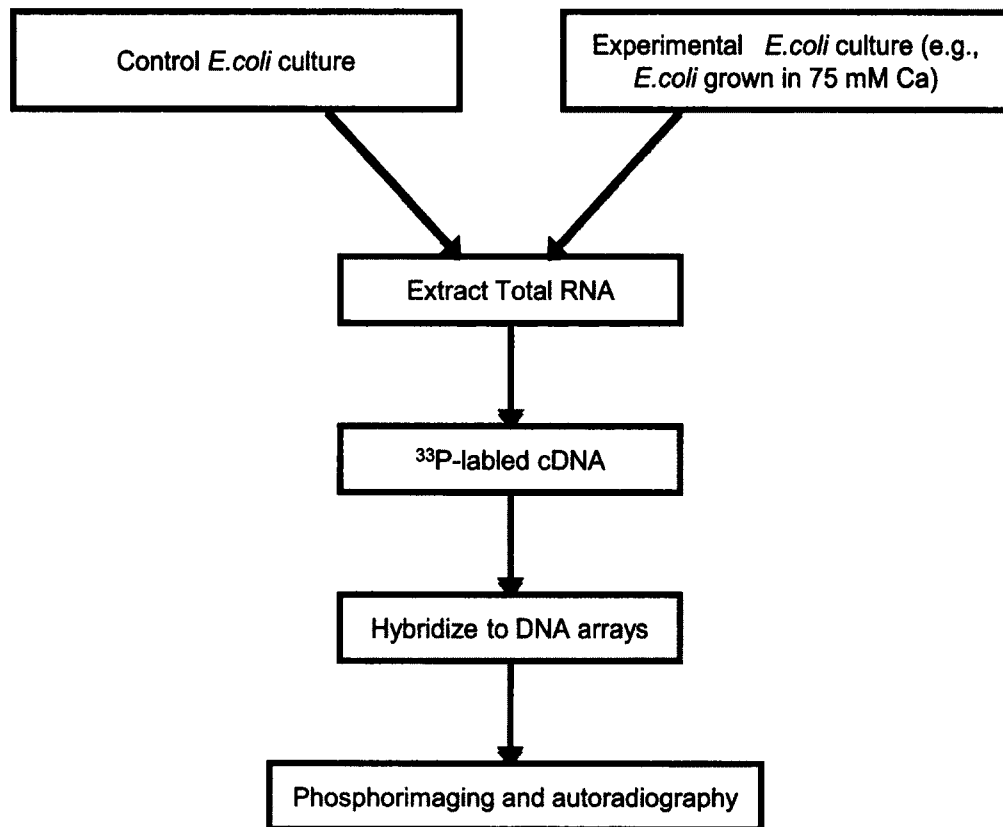 Control E.coli culture
Experimental E.coli culture (e.g.,
E.coli grown in 75 mM Ca)
Extract Total RNA
³³P-labled cDNA
Hybridize to DNA arrays
Phosphorimaging and autoradiography